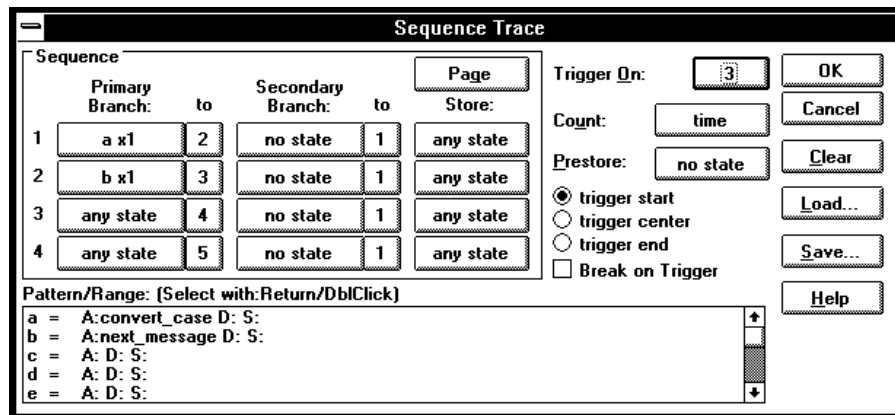 Sequence Trace
Sequence
Page
Primary Branch: to Secondary Branch: to Store:
1 a x1 2 no state 1 any state
2 b x1 3 no state 1 any state
3 any state 4 no state 1 any state
4 any state 5 no state 1 any state
Trigger On: 3
Count: time
Prestore: no state
trigger start
trigger center
trigger end
Break on Trigger
OK
Cancel
Clear
Load...
Save...
Help
Pattern/Range: (Select with:Return/DblClick)
a = A:convert_case D: S:
b = A:next_message D: S:
c = A: D: S:
d = A: D: S:
e = A: D: S: